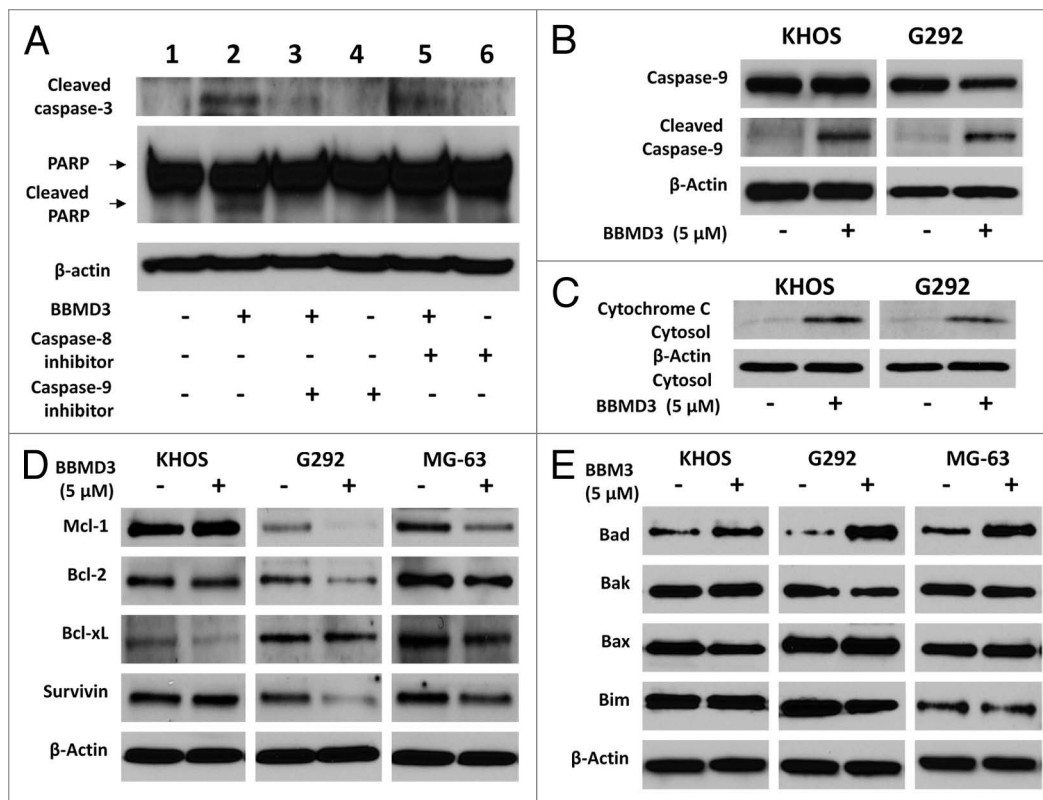 A
1 2 3 4 5 6
Cleaved
caspase-3
PARP
Cleaved
PARP
β-actin
BBMD3 - + + - + -
Caspase-8
inhibitor - - - - + +
Caspase-9
inhibitor - - + + - -
B
KHOS G292
Caspase-9
Cleaved
Caspase-9
β-Actin
BBMD3 (5 μM) - + - +
C
KHOS G292
Cytochrome C
Cytosol
β-Actin
Cytosol
BBMD3 (5 μM) - + - +
D
KHOS G292 MG-63
BBMD3
(5 μM) - + - + - +
Mcl-1
Bcl-2
Bcl-xL
Survivin
β-Actin
E
KHOS G292 MG-63
BBM3
(5 μM) - + - + - +
Bad
Bak
Bax
Bim
β-Actin